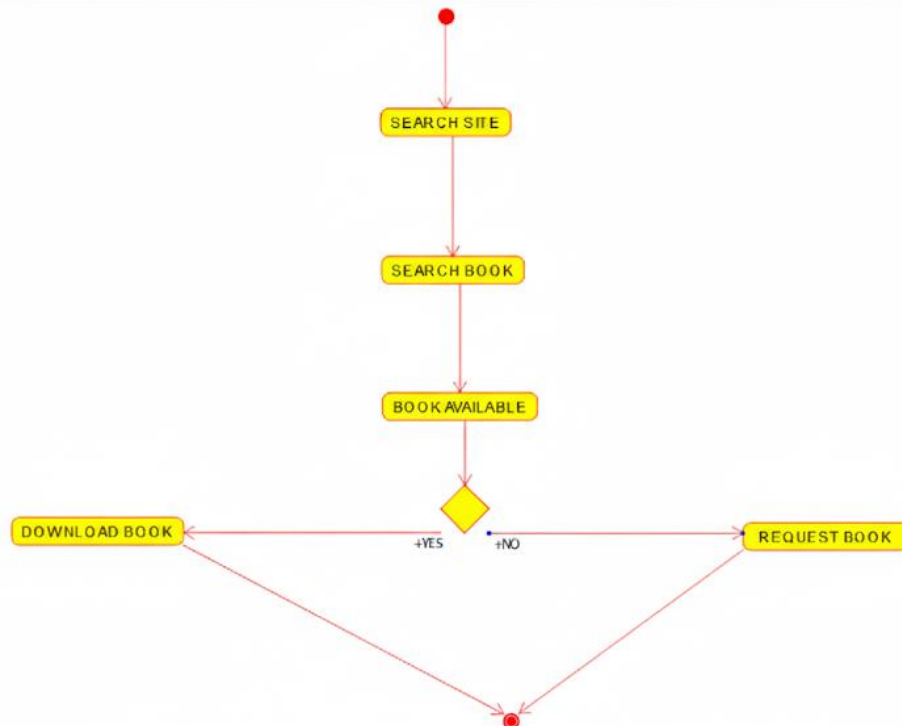 SEARCH SITE
SEARCH BOOK
BOOK AVAILABLE
DOWNLOAD BOOK
+YES
+NO
REQUEST BOOK